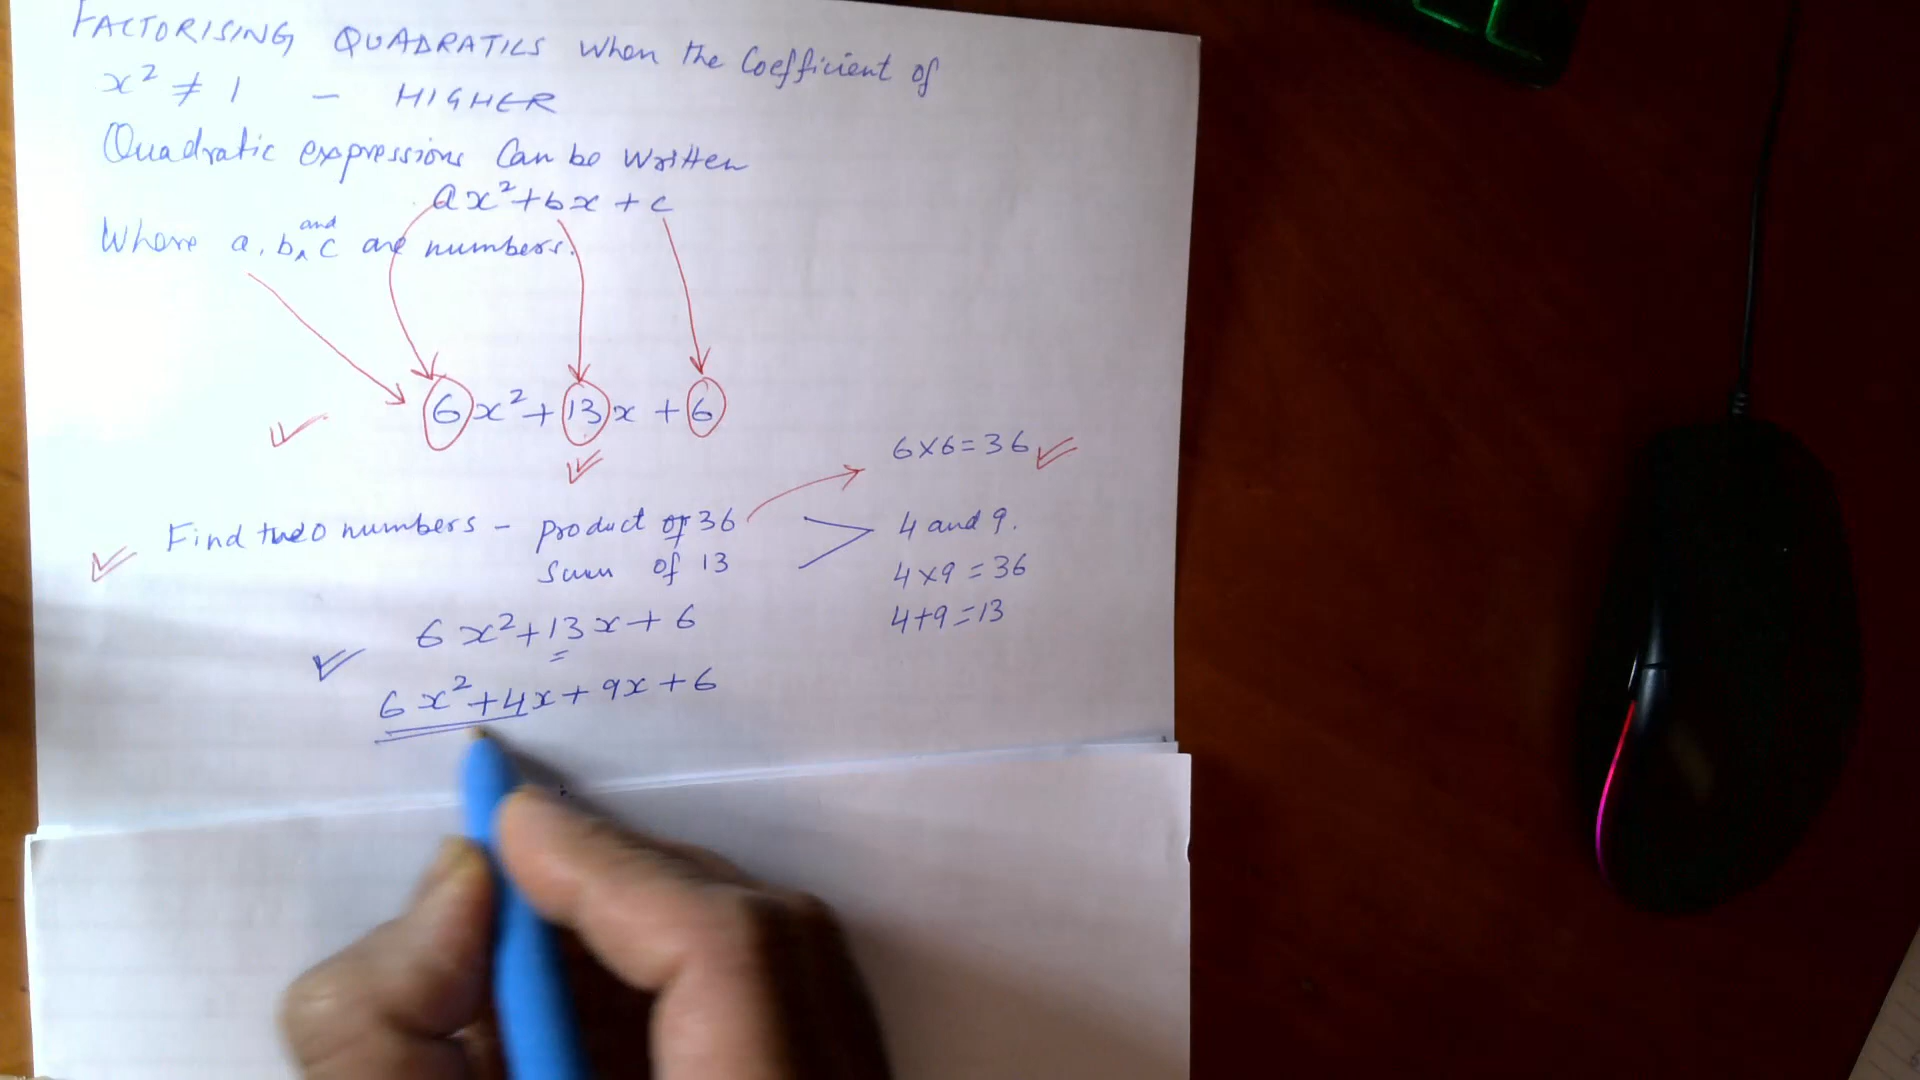 FACTORISING QUADRATICS when the Coefficient of
x² ≠ 1 - HIGHER
Quadratic expressions Can be written
ax² + bx + c
Where a, b and c are numbers.
6x² + 13x + 6
6×6=36
Find two numbers - product of 36
Sum of 13
4 and 9.
4×9 = 36
4+9=13
6x² + 13x + 6
6x² + 4x + 9x + 6